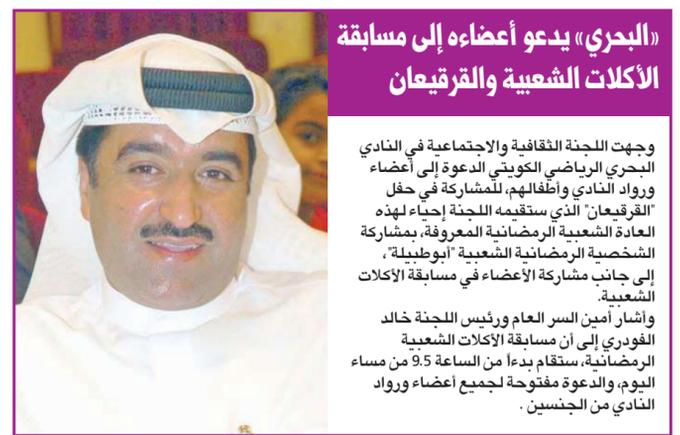 «البحري» يدعو أعضاءه إلى مسابقة
الأكلات الشعبية والقرقيعان
وجهت اللجنة الثقافية والاجتماعية في النادي
البحري الرياضي الكويتي الدعوة إلى أعضاء
ورواد النادي وأطفالهم، للمشاركة في حفل
"القرقيعان" الذي ستقيمه اللجنة إحياء لهذه
العادة الشعبية الرمضانية المعروفة، بمشاركة
الشخصية الرمضانية الشعبية "أبوطبيلة"،
إلى جانب مشاركة الأعضاء في مسابقة الأكلات
الشعبية.
وأشار أمين السر العام ورئيس اللجنة خالد
الفودري إلى أن مسابقة الأكلات الشعبية
الرمضانية، ستقام بدءاً من الساعة 9.5 من مساء
اليوم، والدعوة مفتوحة لجميع أعضاء ورواد
النادي من الجنسين .